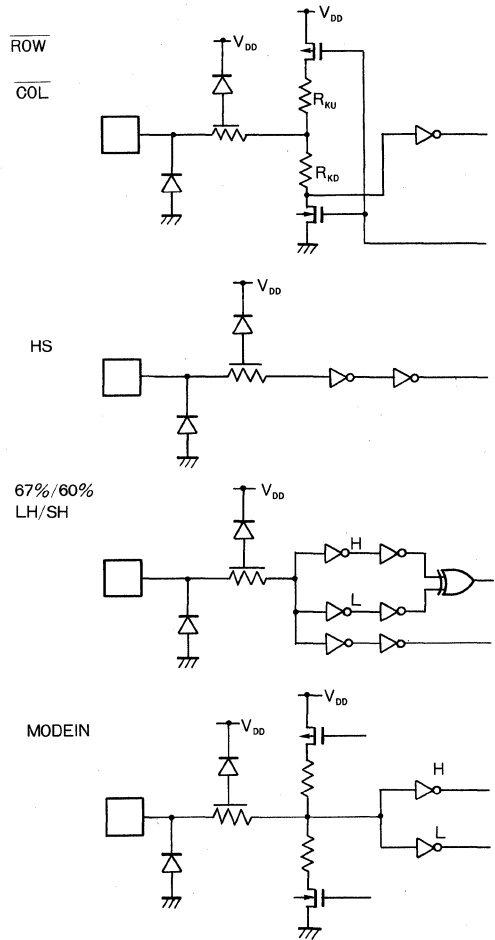 ROW
V_DD
V_DD
COL
R_KU
R_KD
V_DD
HS
67%/60%
LH/SH
V_DD
H
L
V_DD
MODEIN
V_DD
H
L